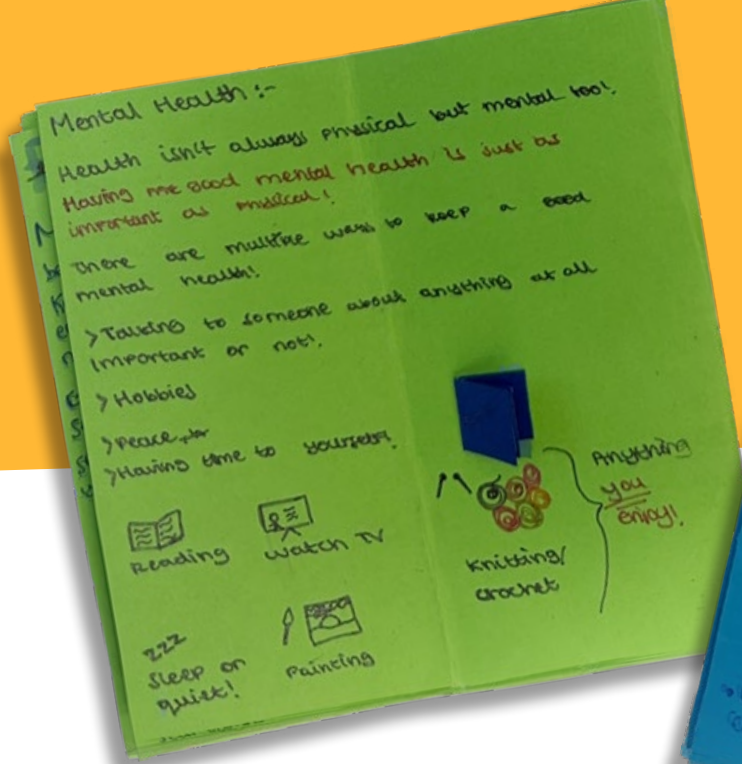 Mental Health :-
Health isn't always physical but mental too!.
Having good mental health is just as
important as physical!
There are multiple ways to keep a good
mental health!.
> Talking to someone about anything at all
important or not!.
> Hobbies
> Peace
> Having time to yourself!.
Reading
Watch TV
Knitting/
crochet
Anything
you
enjoy!
zzz
Sleep or
quiet!
Painting